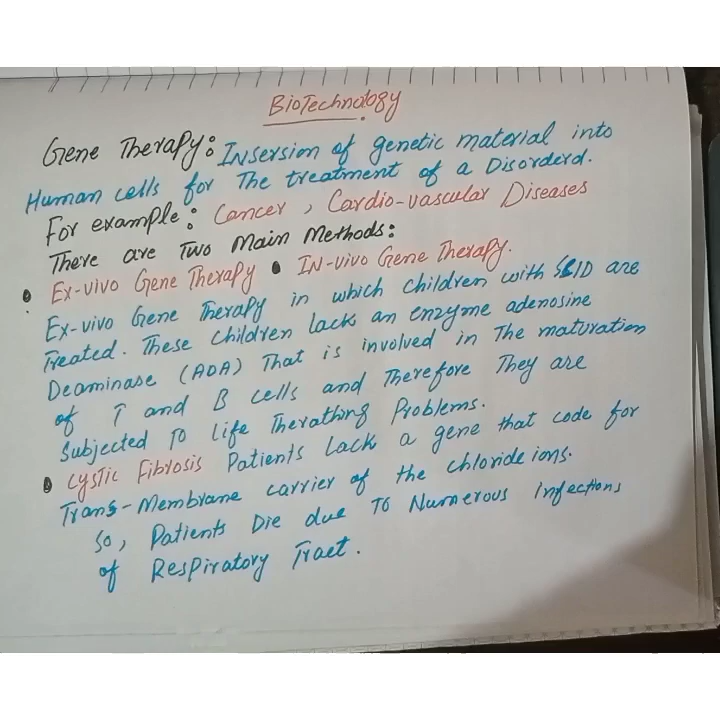 BioTechnology
Gene Therapy: Insersion of genetic material into
Human cells for The treatment of a Disorderd.
For example: Cancer, Cardio-vascular Diseases
There are Two Main Methods:
• Ex-vivo Gene Therapy • IN-vivo Gene Therapy.
Ex-vivo Gene Therapy in which children with SCID are
Treated. These children lack an enzyme adenosine
Deaminase (ADA) That is involved in The maturation
of T and B cells and Therefore They are
Subjected To life Therathing Problems.
• Cystic Fibrosis Patients Lack a gene that code for
Trans-Membrane carrier of the chloride ions.
So, Patients Die due To Numerous Infections
of Respiratory Tract.